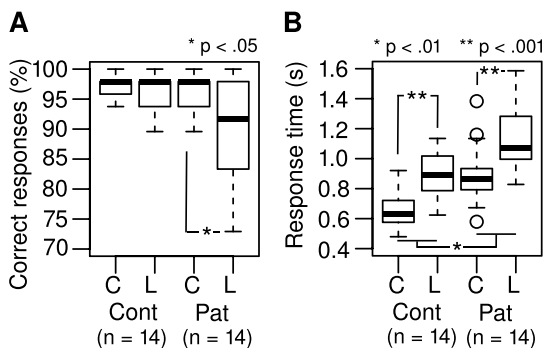 A
* p < .05
Correct responses (%)
100
95
90
85
80
75
70
*
C L C L
Cont Pat
(n = 14) (n = 14)
B
* p < .01 ** p < .001
Response time (s)
1.6
1.4
1.2
1.0
0.8
0.6
0.4
**
**
*
C L C L
Cont Pat
(n = 14) (n = 14)